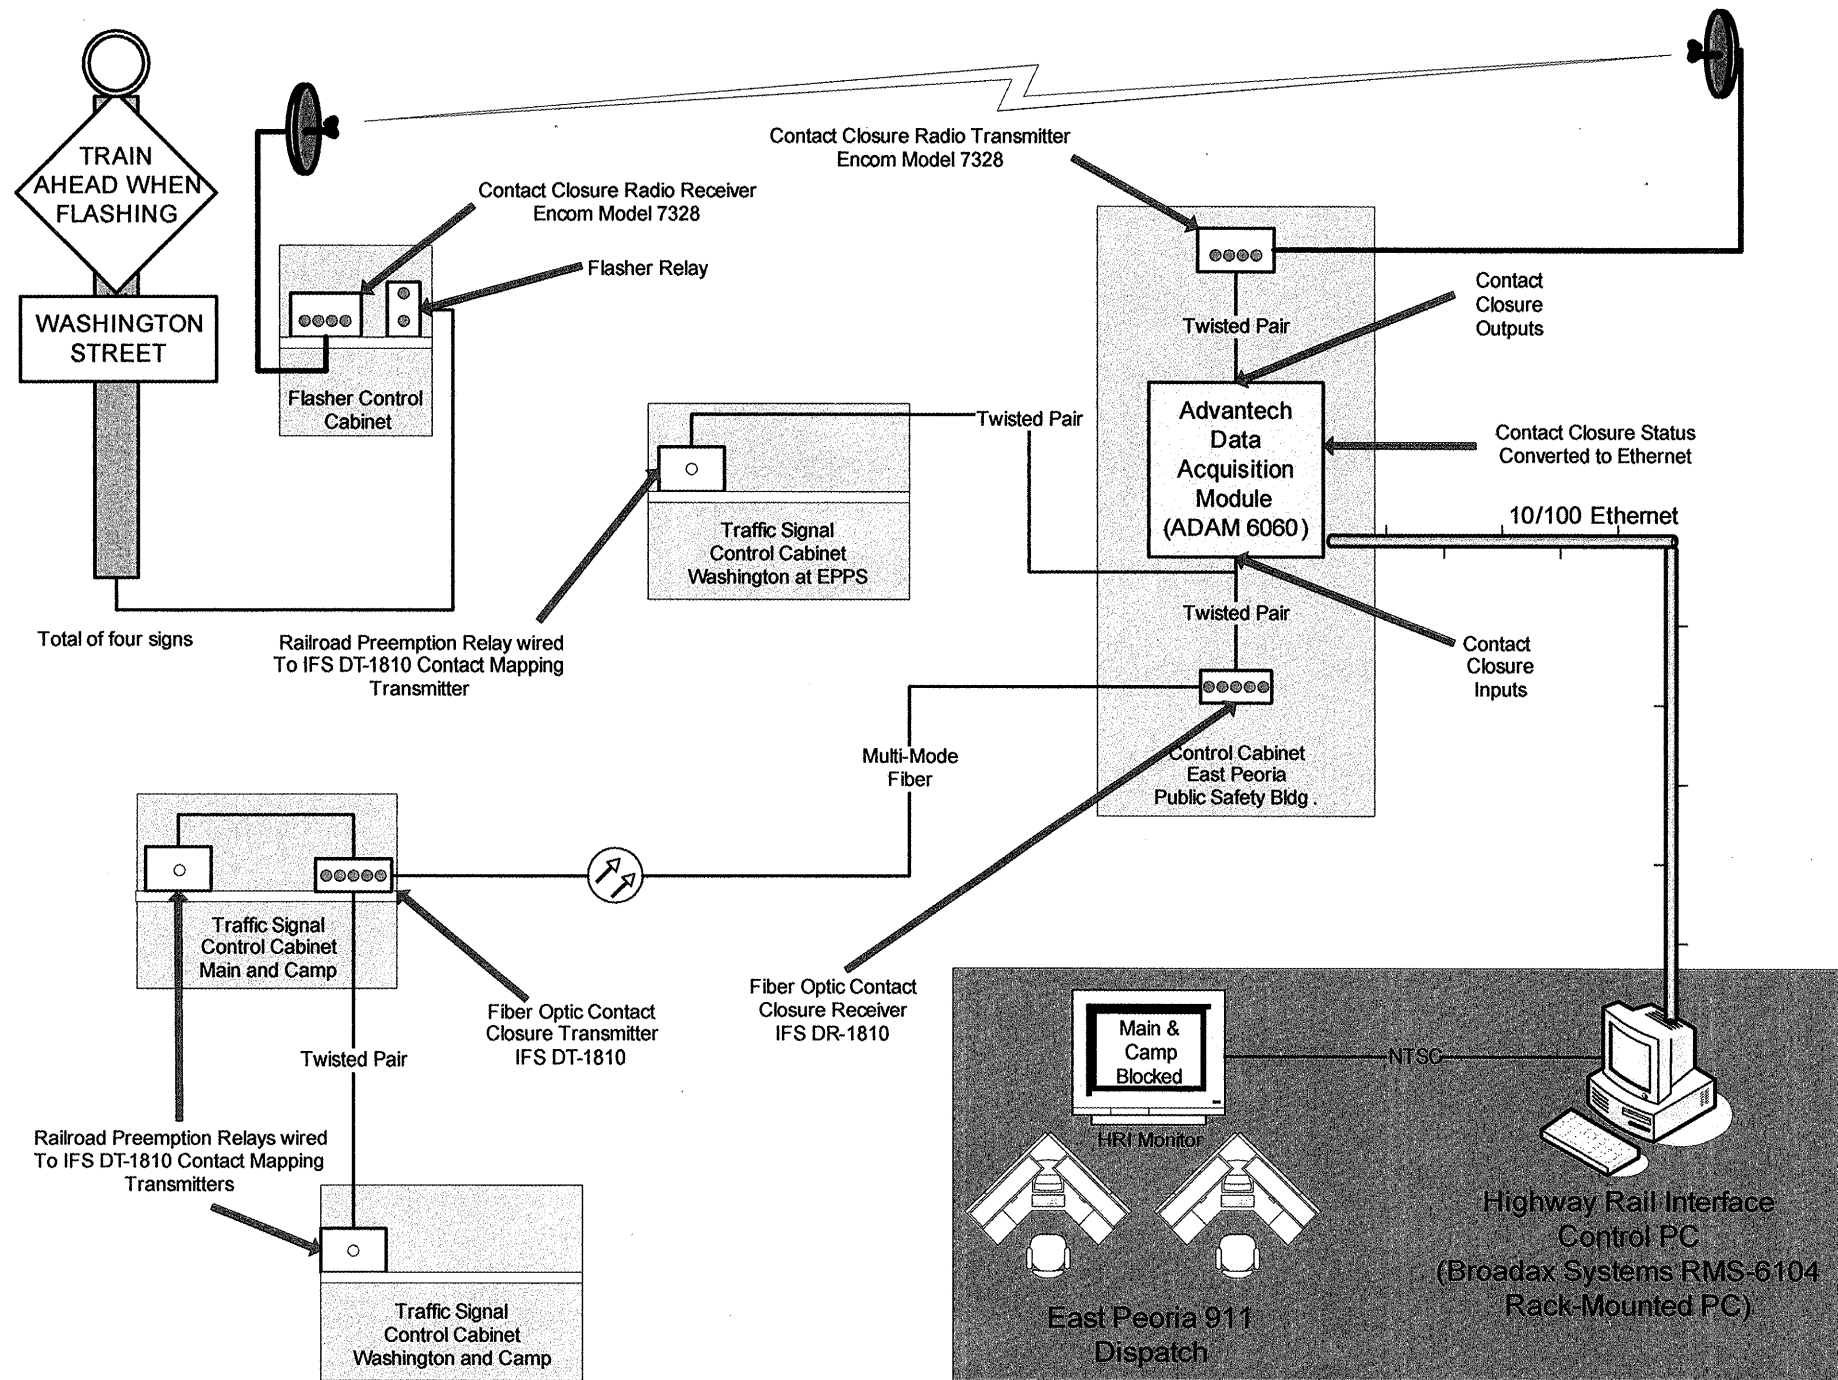 TRAIN
AHEAD WHEN
FLASHING
WASHINGTON
STREET
Total of four signs
Contact Closure Radio Receiver
Encom Model 7328
Flasher Relay
Flasher Control
Cabinet
Contact Closure Radio Transmitter
Encom Model 7328
Twisted Pair
Contact
Closure
Outputs
Advantech
Data
Acquisition
Module
(ADAM 6060)
Contact Closure Status
Converted to Ethernet
10/100 Ethernet
Twisted Pair
Traffic Signal
Control Cabinet
Washington at EPPS
Railroad Preemption Relay wired
To IFS DT-1810 Contact Mapping
Transmitter
Twisted Pair
Contact
Closure
Inputs
Control Cabinet
East Peoria
Public Safety Bldg .
Multi-Mode
Fiber
Traffic Signal
Control Cabinet
Main and Camp
Fiber Optic Contact
Closure Transmitter
IFS DT-1810
Fiber Optic Contact
Closure Receiver
IFS DR-1810
Twisted Pair
Railroad Preemption Relays wired
To IFS DT-1810 Contact Mapping
Transmitters
Traffic Signal
Control Cabinet
Washington and Camp
Main &
Camp
Blocked
NTSC
HRI Monitor
East Peoria 911
Dispatch
Highway Rail Interface
Control PC
(Broadax Systems RMS-6104
Rack-Mounted PC)